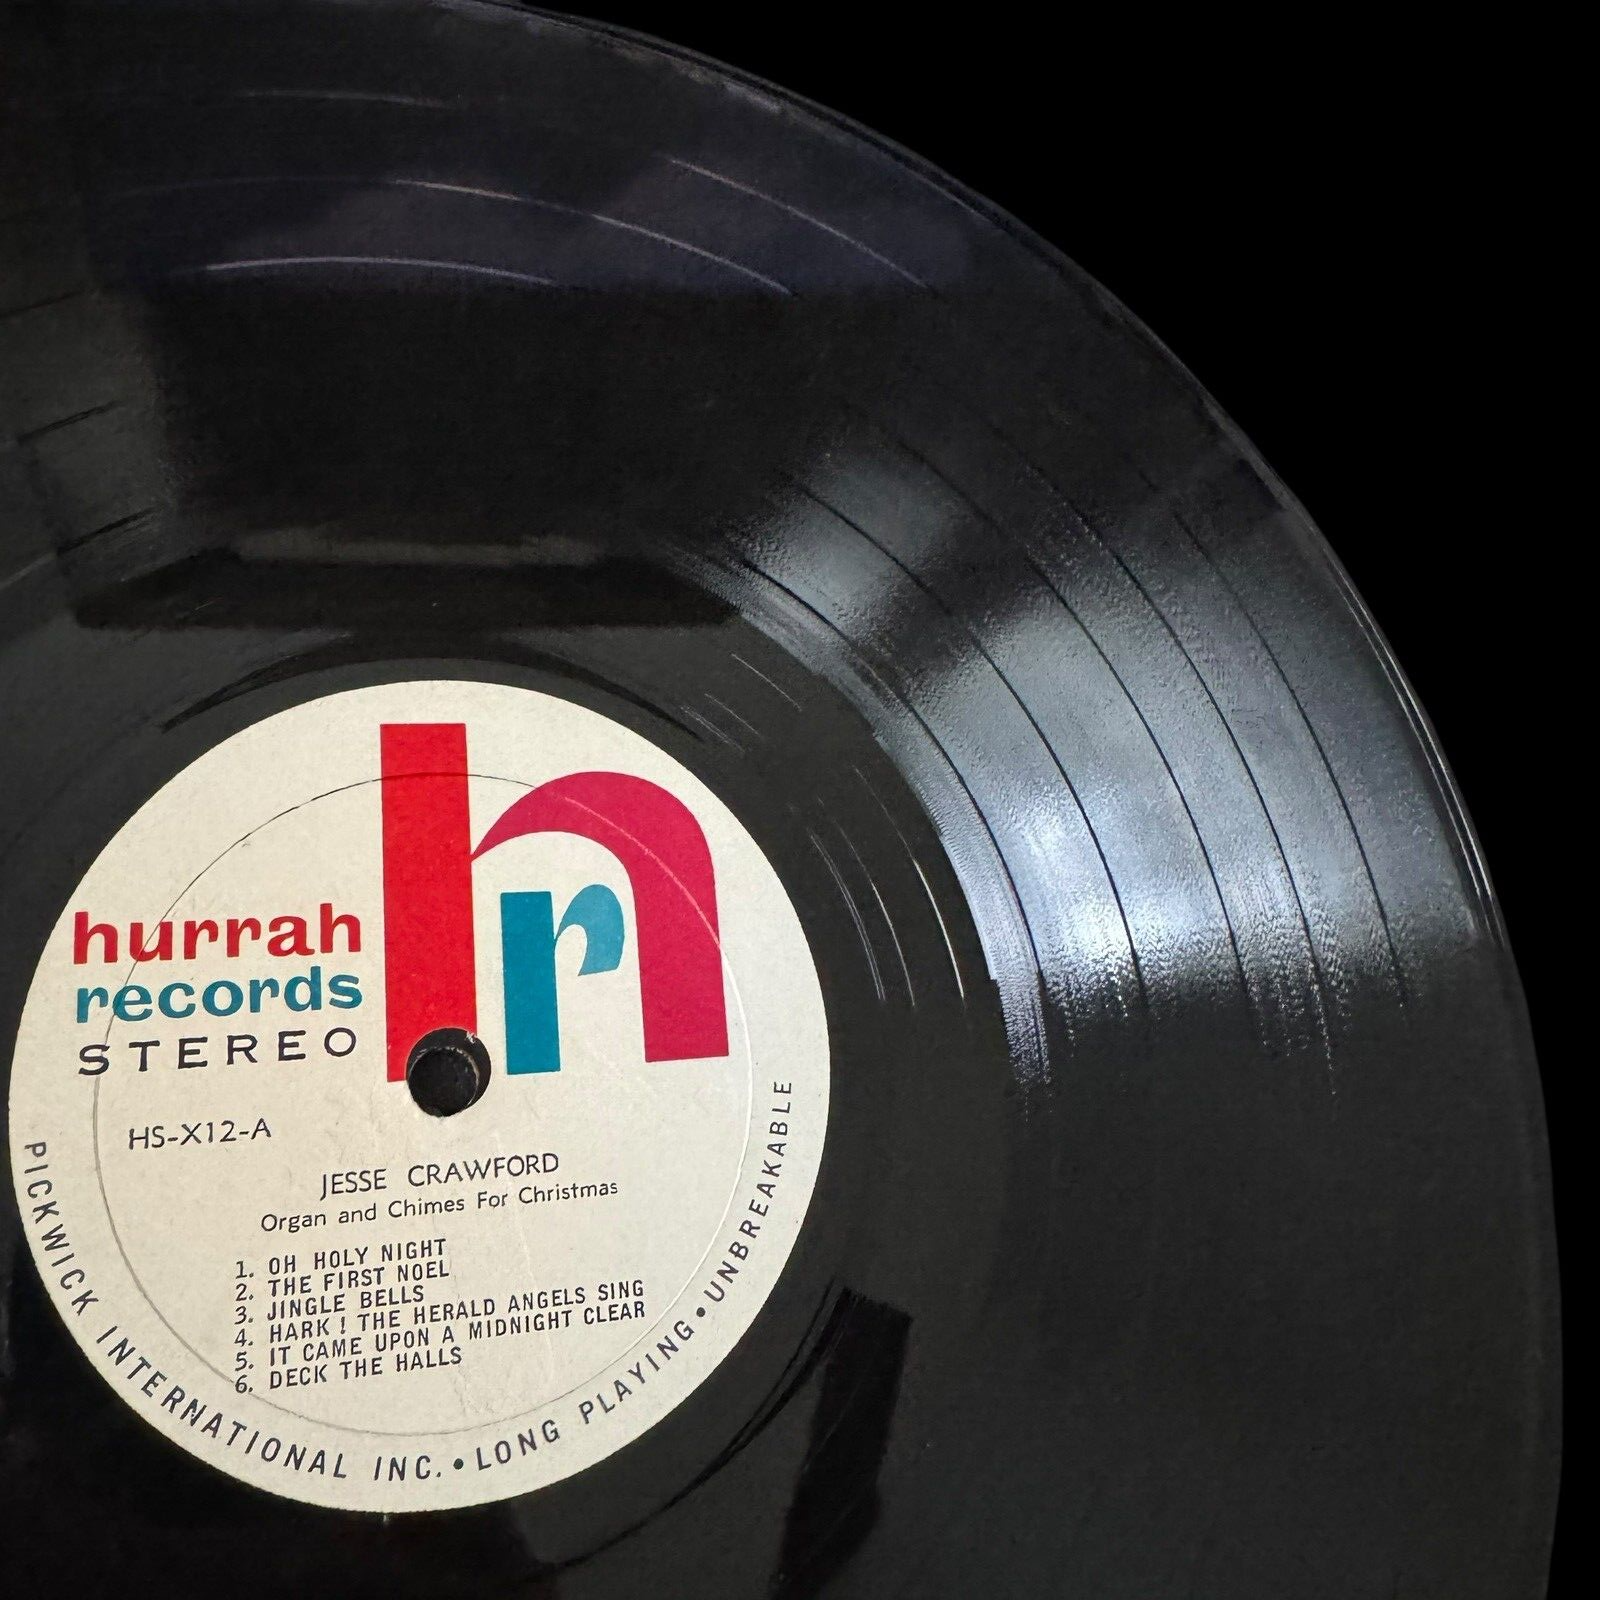 hr
hurrah
records
STEREO
HS-X12-A
JESSE CRAWFORD
Organ and Chimes For Christmas
1. OH HOLY NIGHT
2. THE FIRST NOEL
3. JINGLE BELLS
4. HARK! THE HERALD ANGELS SING
5. IT CAME UPON A MIDNIGHT CLEAR
6. DECK THE HALLS
PICKWICK INTERNATIONAL INC. • LONG PLAYING • UNBREAKABLE